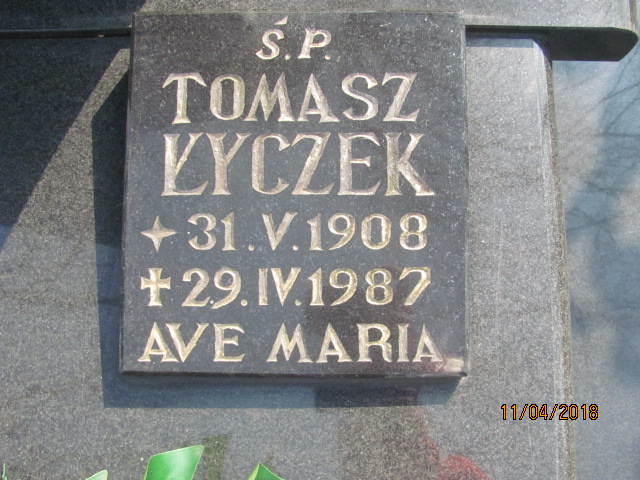 Ś.P.
TOMASZ
ŁYCZEK
✦ 31.V.1908
✝ 29.IV.1987
AVE MARIA
11/04/2018